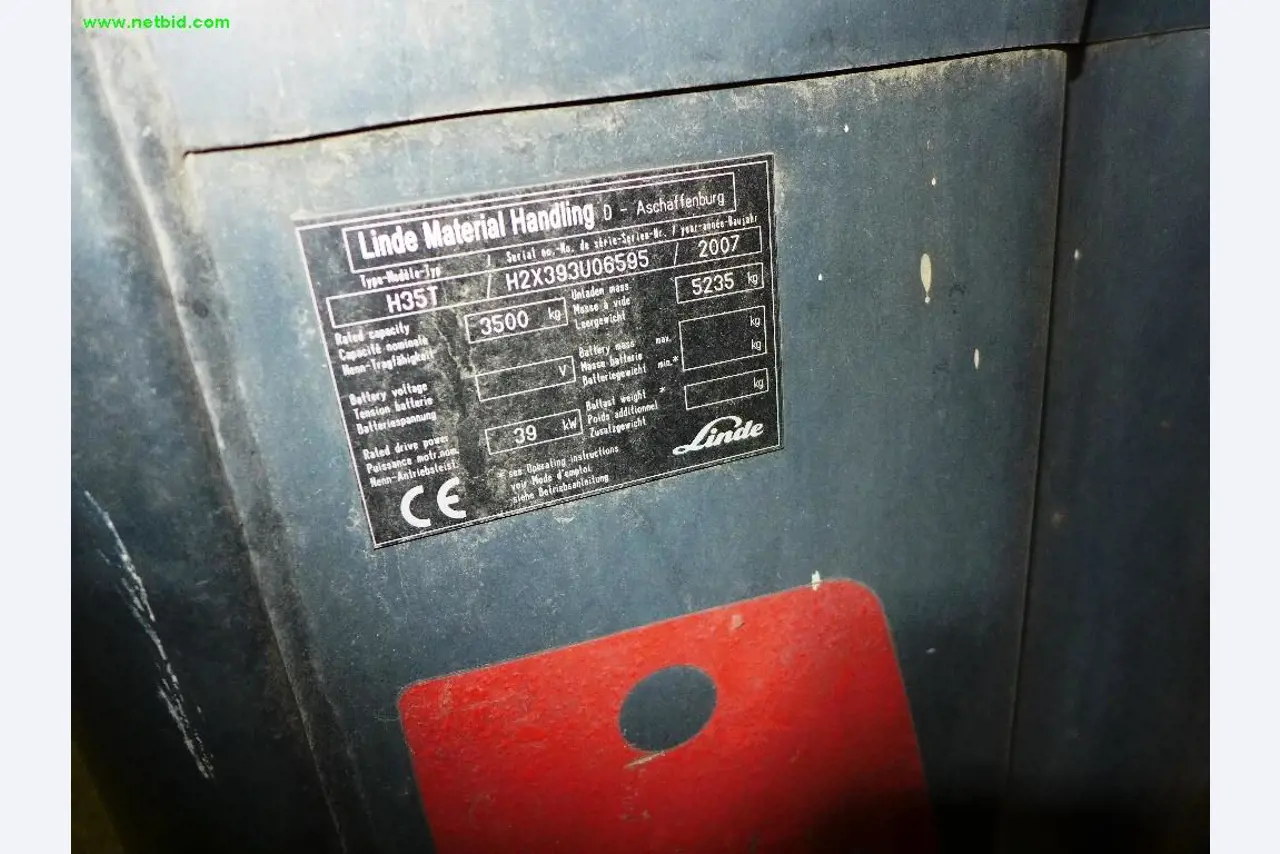 www.netbid.com
Linde Material Handling D - Aschaffenburg
Type-Modèle-Typ / Serial no.-No. de série-Serien-Nr. / year-année-Baujahr
H35T / H2X393U06595 / 2007
Rated capacity
Capacité nominale
Nenn-Tragfähigkeit
3500 kg
Unladen mass
Masse à vide
Leergewicht
5235 kg
Battery voltage
Tension batterie
Batteriespannung
V
Battery mass max.
Masse batterie
Batteriegewicht min.*
kg
kg
Rated drive power
Puissance motr.nom.
Nenn-Antriebsleist.
39 kW
Ballast weight *
Poids additionnel
Zusatzgewicht
kg
CE
see Operating instructions
voir Mode d'emploi
siehe Betriebsanleitung
Linde